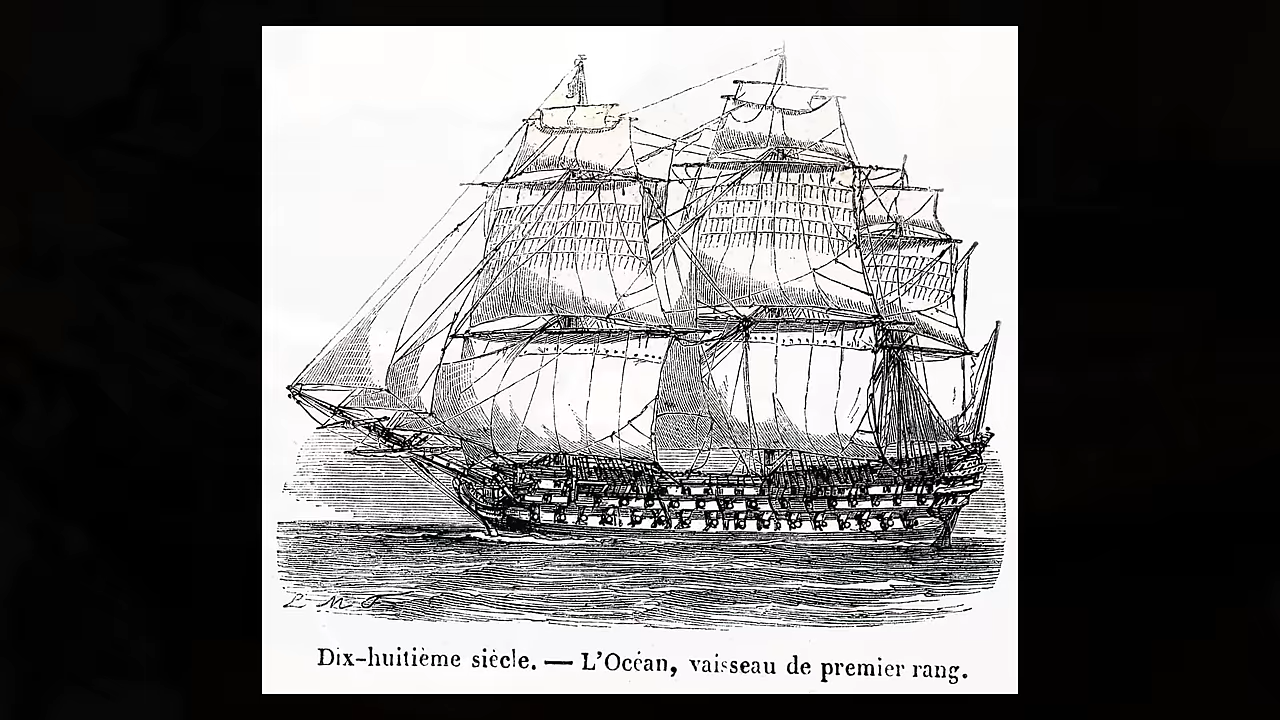 Dix-huitième siècle. — L'Océan, vaisseau de premier rang.